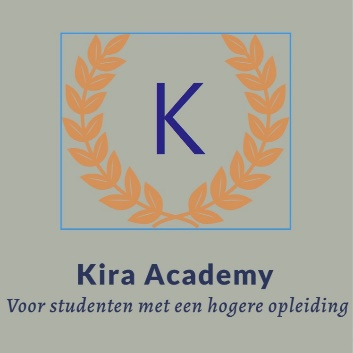 K
Kira Academy
Voor studenten met een hogere opleiding